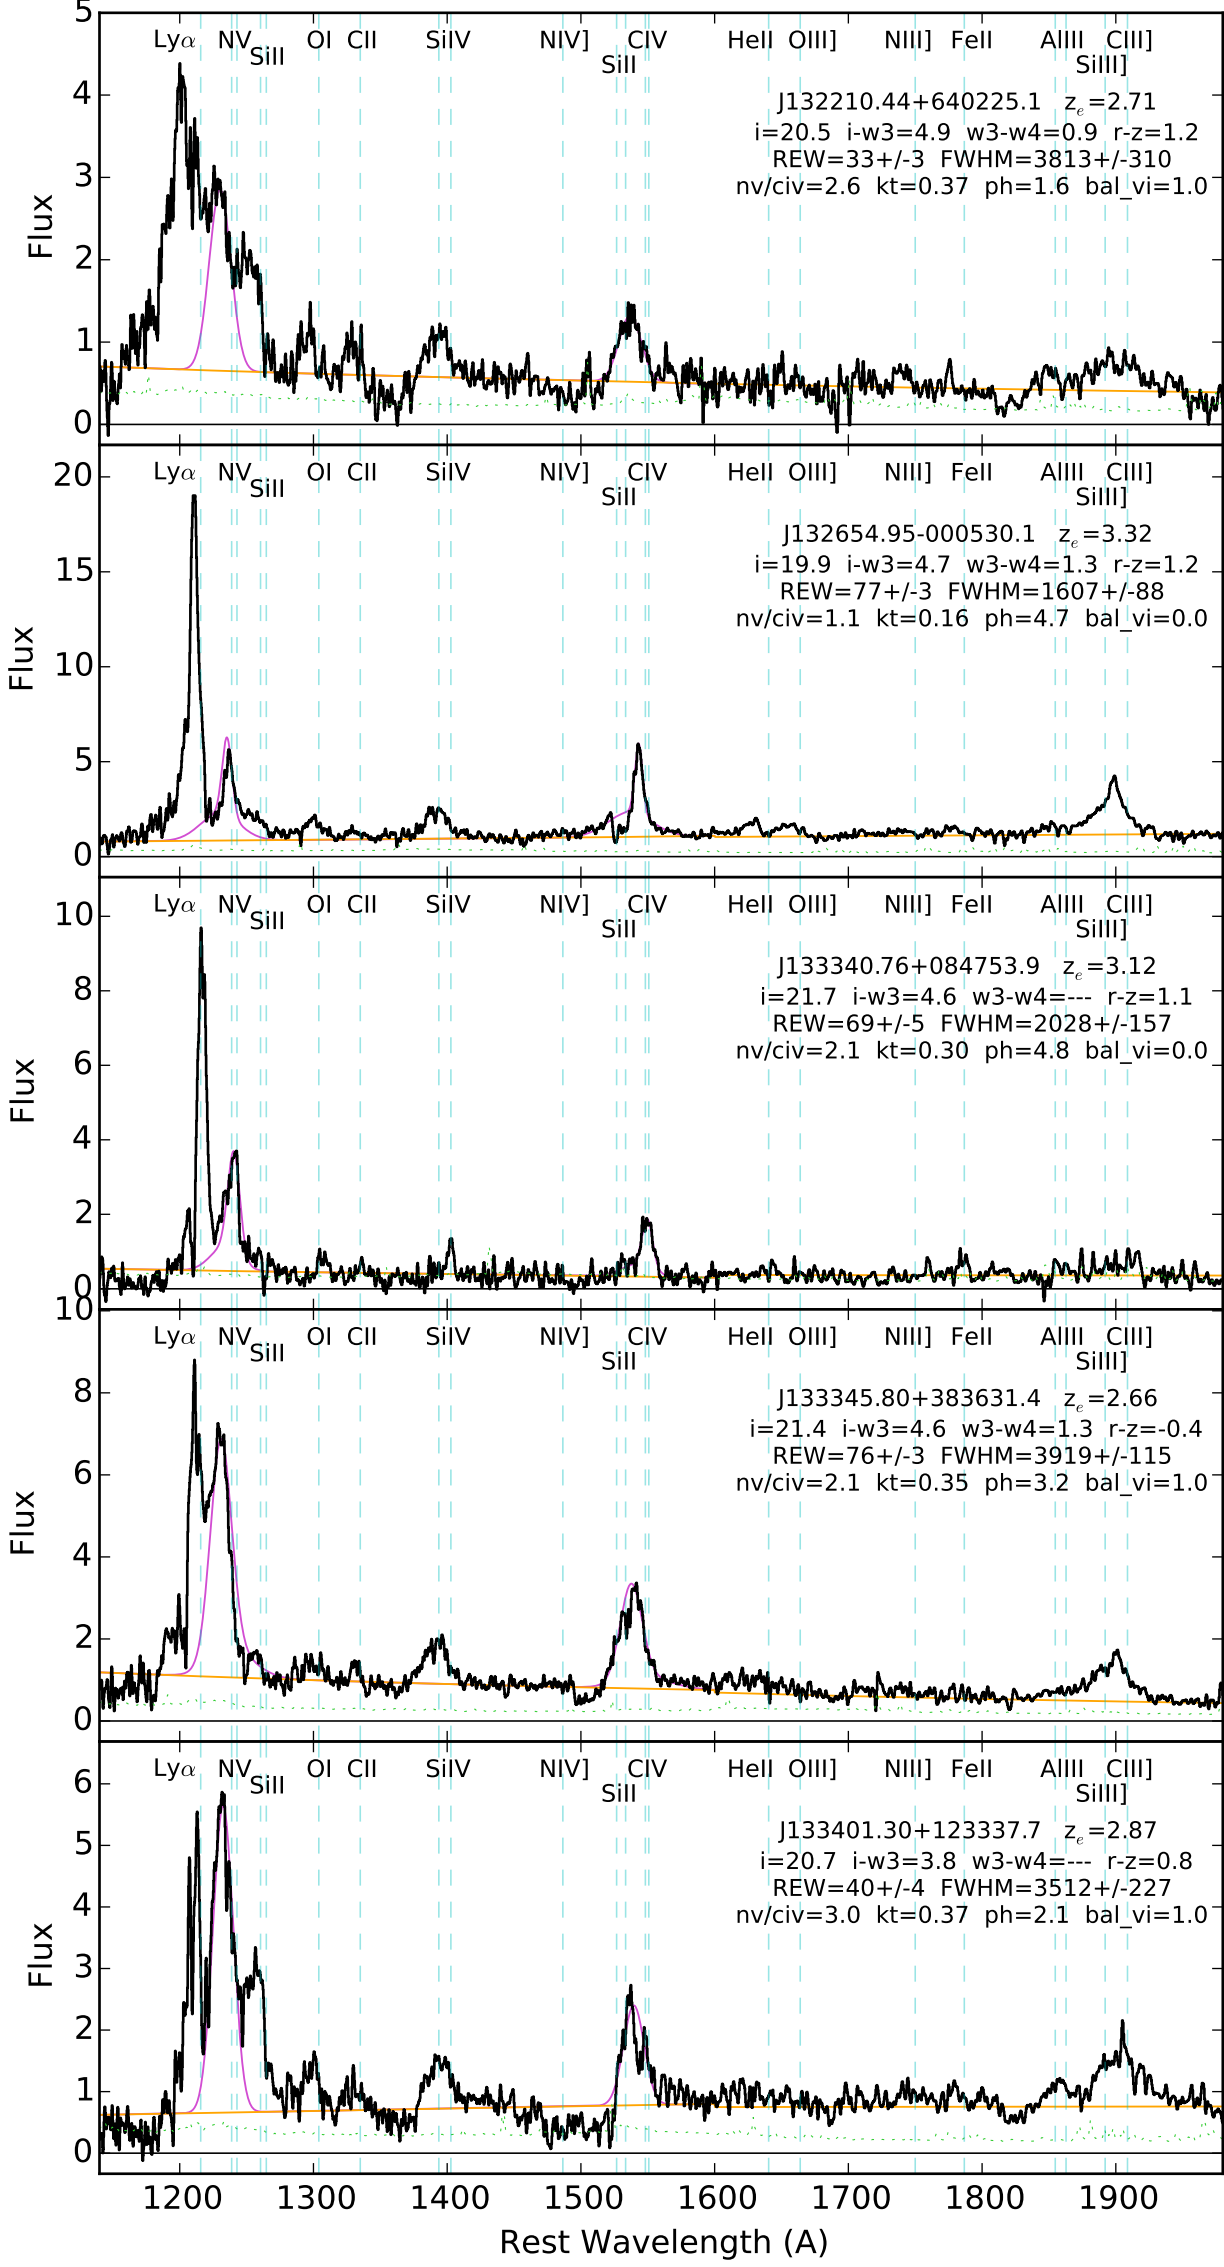 5
Lyα NV OI CII SiIV NIV] CIV HeII OIII] NIII] FeII AlIII CIII]
SiII SiII SiIII]
J132210.44+640225.1 z_e=2.71
i=20.5 i-w3=4.9 w3-w4=0.9 r-z=1.2
REW=33+/-3 FWHM=3813+/-310
nv/civ=2.6 kt=0.37 ph=1.6 bal_vi=1.0
4
3
2
1
0
Flux
20
Lyα NV OI CII SiIV NIV] CIV HeII OIII] NIII] FeII AlIII CIII]
SiII SiII SiIII]
J132654.95-000530.1 z_e=3.32
i=19.9 i-w3=4.7 w3-w4=1.3 r-z=1.2
REW=77+/-3 FWHM=1607+/-88
nv/civ=1.1 kt=0.16 ph=4.7 bal_vi=0.0
15
10
5
0
Flux
Lyα NV OI CII SiIV NIV] CIV HeII OIII] NIII] FeII AlIII CIII]
SiII SiII SiIII]
J133340.76+084753.9 z_e=3.12
i=21.7 i-w3=4.6 w3-w4=--- r-z=1.1
REW=69+/-5 FWHM=2028+/-157
nv/civ=2.1 kt=0.30 ph=4.8 bal_vi=0.0
10
8
6
4
2
0
Flux
10
Lyα NV OI CII SiIV NIV] CIV HeII OIII] NIII] FeII AlIII CIII]
SiII SiII SiIII]
J133345.80+383631.4 z_e=2.66
i=21.4 i-w3=4.6 w3-w4=1.3 r-z=-0.4
REW=76+/-3 FWHM=3919+/-115
nv/civ=2.1 kt=0.35 ph=3.2 bal_vi=1.0
8
6
4
2
0
Flux
Lyα NV OI CII SiIV NIV] CIV HeII OIII] NIII] FeII AlIII CIII]
SiII SiII SiIII]
J133401.30+123337.7 z_e=2.87
i=20.7 i-w3=3.8 w3-w4=--- r-z=0.8
REW=40+/-4 FWHM=3512+/-227
nv/civ=3.0 kt=0.37 ph=2.1 bal_vi=1.0
6
5
4
3
2
1
0
Flux
1200 1300 1400 1500 1600 1700 1800 1900
Rest Wavelength (A)